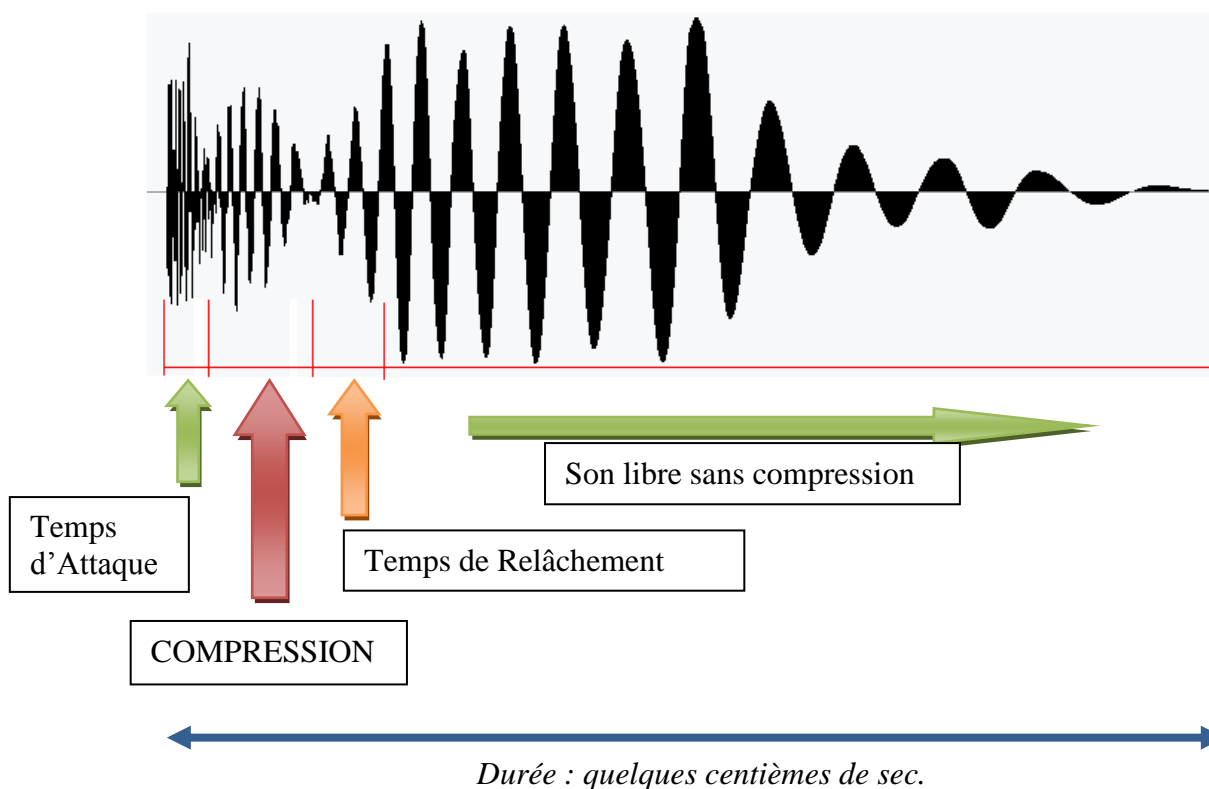 Son libre sans compression
Temps
d’Attaque
Temps de Relâchement
COMPRESSION
Durée : quelques centièmes de sec.